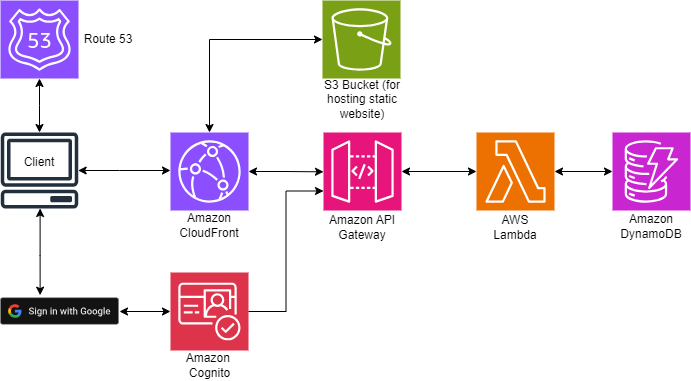 53
Route 53
S3 Bucket (for
hosting static
website)
Client
</>
Amazon
CloudFront
Amazon API
Gateway
AWS
Lambda
Amazon
DynamoDB
Sign in with Google
Amazon
Cognito